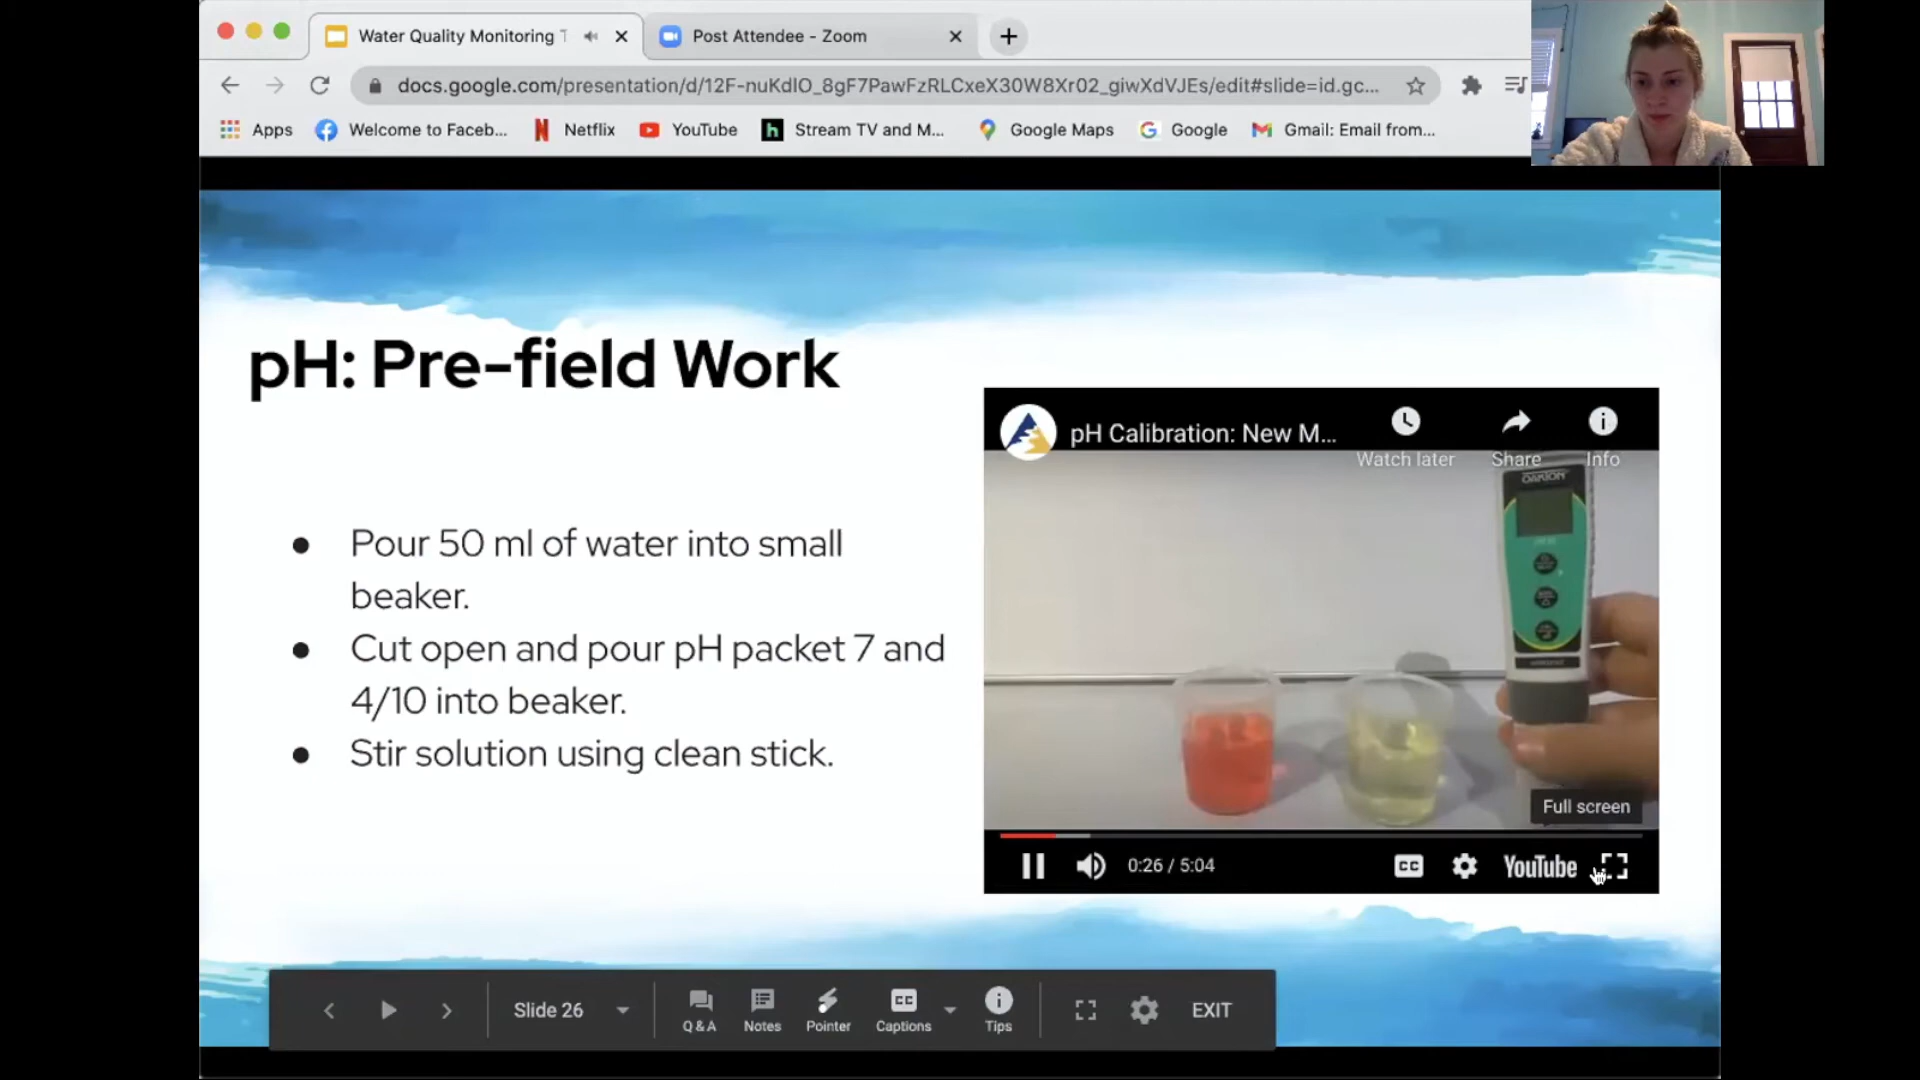 Water Quality Monitoring T
Post Attendee - Zoom
docs.google.com/presentation/d/12F-nuKdlO_8gF7PawFzRLCxeX30W8Xr02_giwXdVJEs/edit#slide=id.gc...
Apps
Welcome to Faceb...
Netflix
YouTube
h
Stream TV and M...
Google Maps
Google
Gmail: Email from...
pH: Pre-field Work
● Pour 50 ml of water into small
beaker.
● Cut open and pour pH packet 7 and
4/10 into beaker.
● Stir solution using clean stick.
pH Calibration: New M...
Watch later
Share
Info
OAKTON
Full screen
0:26 / 5:04
CC
YouTube
Slide 26
Q & A
Notes
Pointer
CC
Captions
Tips
EXIT